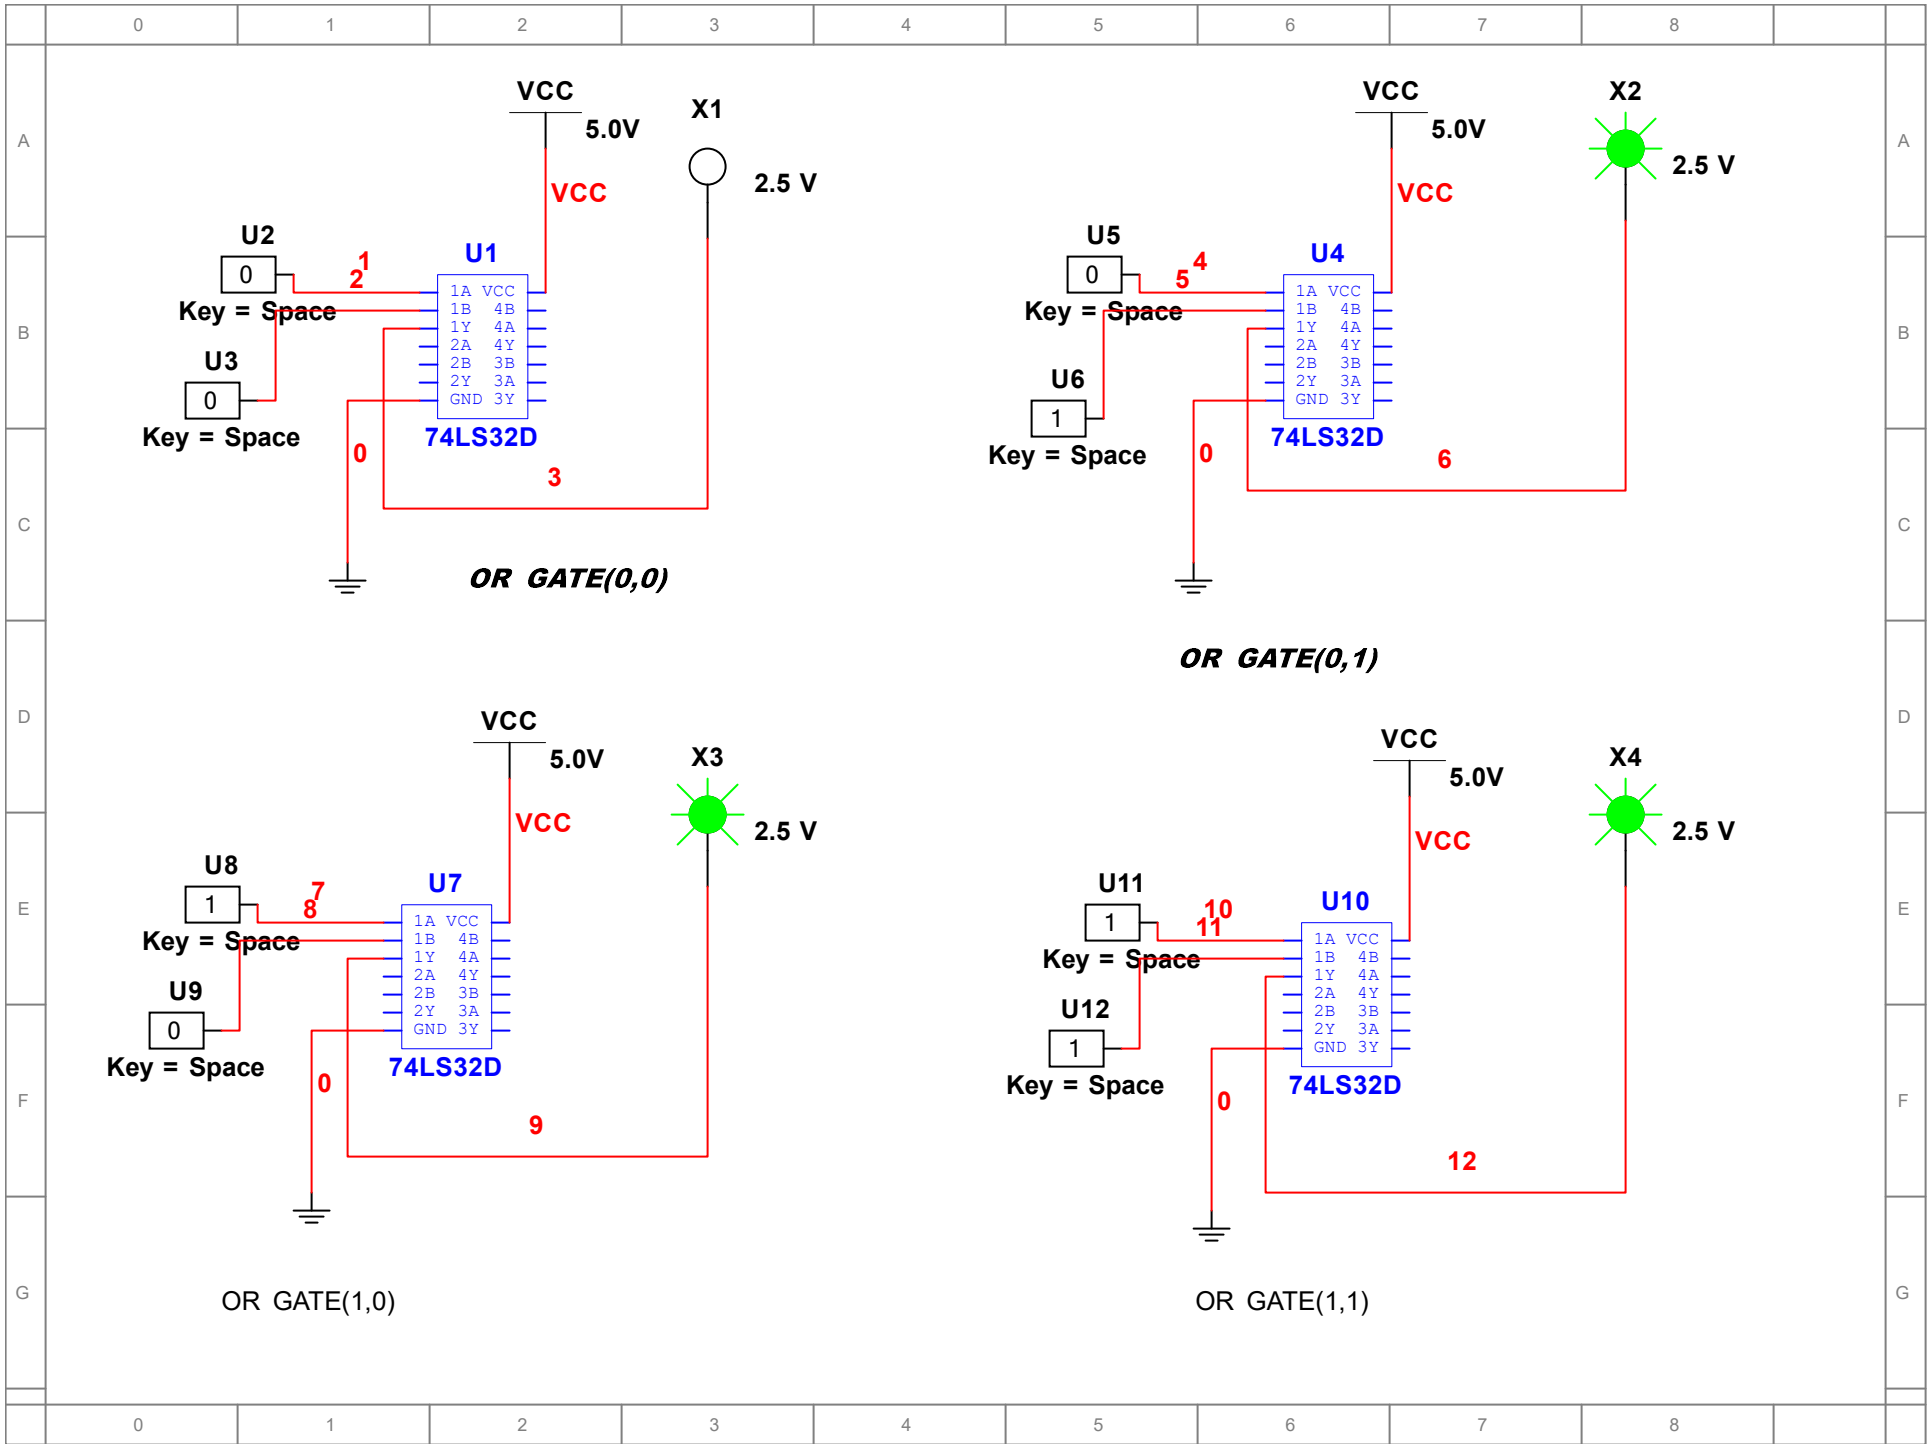 0 1 2 3 4 5 6 7 8
A A
B B
C C
D D
E E
F F
G G
VCC
5.0V
VCC
X1
2.5 V
U2
0
Key = Space
U3
0
Key = Space
1
2
U1
1A VCC
1B 4B
1Y 4A
2A 4Y
2B 3B
2Y 3A
GND 3Y
74LS32D
0
3
OR GATE(0,0)
VCC
5.0V
VCC
X2
2.5 V
U5
0
Key = Space
U6
1
Key = Space
4
5
U4
1A VCC
1B 4B
1Y 4A
2A 4Y
2B 3B
2Y 3A
GND 3Y
74LS32D
0
6
OR GATE(0,1)
VCC
5.0V
VCC
X3
2.5 V
U8
1
Key = Space
U9
0
Key = Space
7
8
U7
1A VCC
1B 4B
1Y 4A
2A 4Y
2B 3B
2Y 3A
GND 3Y
74LS32D
0
9
OR GATE(1,0)
VCC
5.0V
VCC
X4
2.5 V
U11
1
Key = Space
U12
1
Key = Space
10
11
U10
1A VCC
1B 4B
1Y 4A
2A 4Y
2B 3B
2Y 3A
GND 3Y
74LS32D
0
12
OR GATE(1,1)
0 1 2 3 4 5 6 7 8